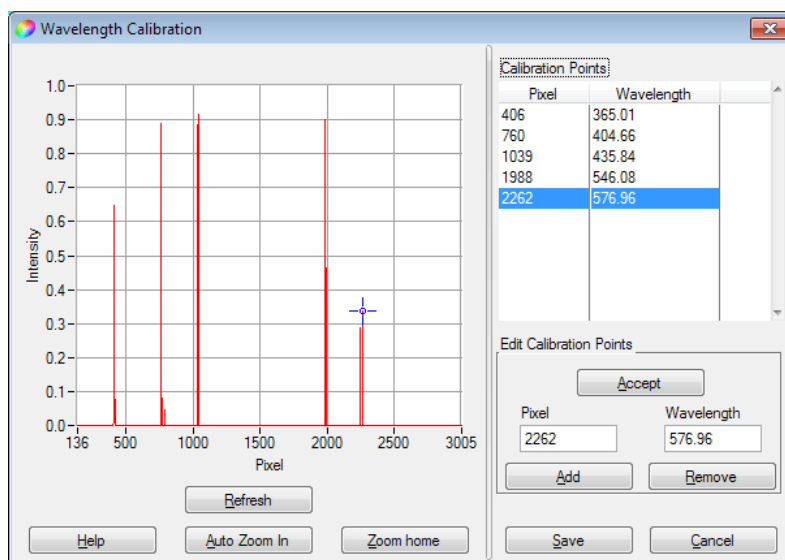 Wavelength Calibration
1.0
0.9
0.8
0.7
0.6
0.5
0.4
0.3
0.2
0.1
0.0
Intensity
136 500 1000 1500 2000 2500 3005
Pixel
Refresh
Help Auto Zoom In Zoom home
Calibration Points
Pixel Wavelength
406 365.01
760 404.66
1039 435.84
1988 546.08
2262 576.96
Edit Calibration Points
Accept
Pixel Wavelength
2262 576.96
Add Remove
Save Cancel